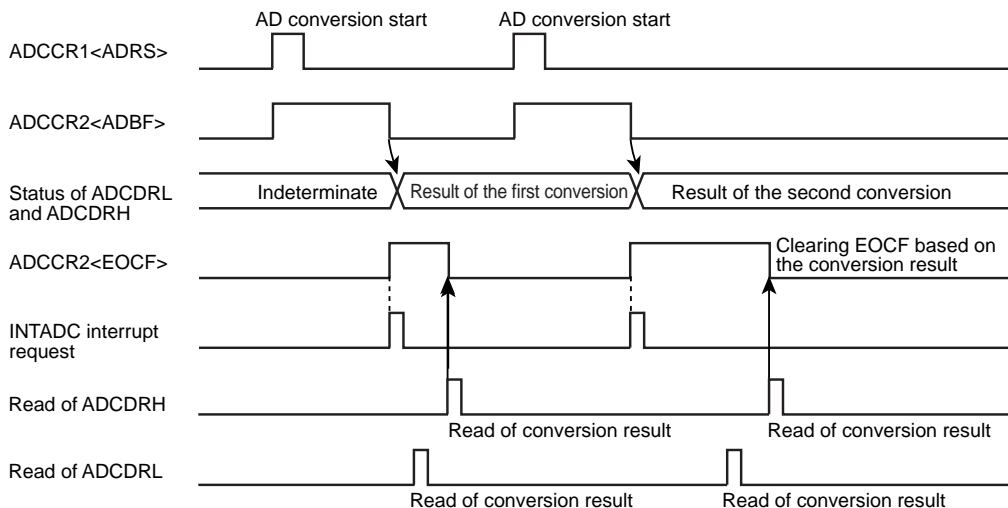 AD conversion start
AD conversion start
ADCCR1<ADRS>
ADCCR2<ADBF>
Status of ADCDRL
and ADCDRH
Indeterminate
Result of the first conversion
Result of the second conversion
ADCCR2<EOCF>
Clearing EOCF based on
the conversion result
INTADC interrupt
request
Read of ADCDRH
Read of conversion result
Read of conversion result
Read of ADCDRL
Read of conversion result
Read of conversion result